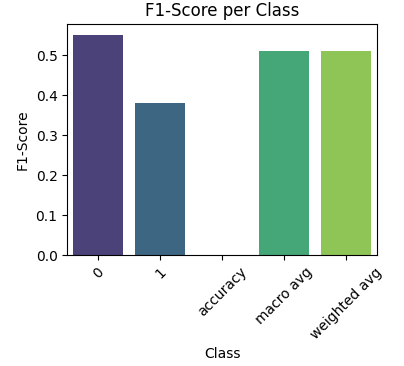 F1-Score per Class
F1-Score
0.5
0.4
0.3
0.2
0.1
0.0
0
1
accuracy
macro avg
weighted avg
Class